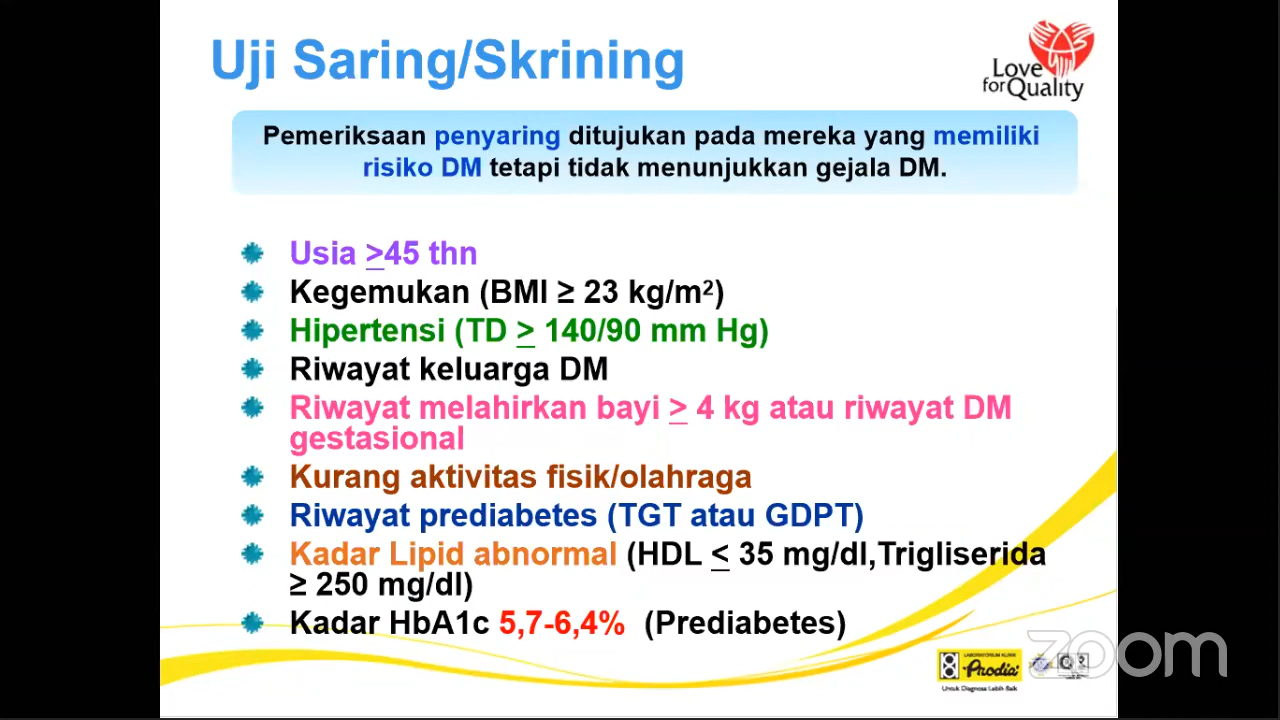 Uji Saring/Skrining
Love
for Quality
Pemeriksaan penyaring ditujukan pada mereka yang memiliki
risiko DM tetapi tidak menunjukkan gejala DM.
Usia ≥45 thn
Kegemukan (BMI ≥ 23 kg/m²)
Hipertensi (TD ≥ 140/90 mm Hg)
Riwayat keluarga DM
Riwayat melahirkan bayi ≥ 4 kg atau riwayat DM
gestasional
Kurang aktivitas fisik/olahraga
Riwayat prediabetes (TGT atau GDPT)
Kadar Lipid abnormal (HDL ≤ 35 mg/dl,Trigliserida
≥ 250 mg/dl)
Kadar HbA1c 5,7-6,4% (Prediabetes)
LABORATORIUM KLINIK
Prodia
Untuk Diagnosa Lebih Baik
zoom